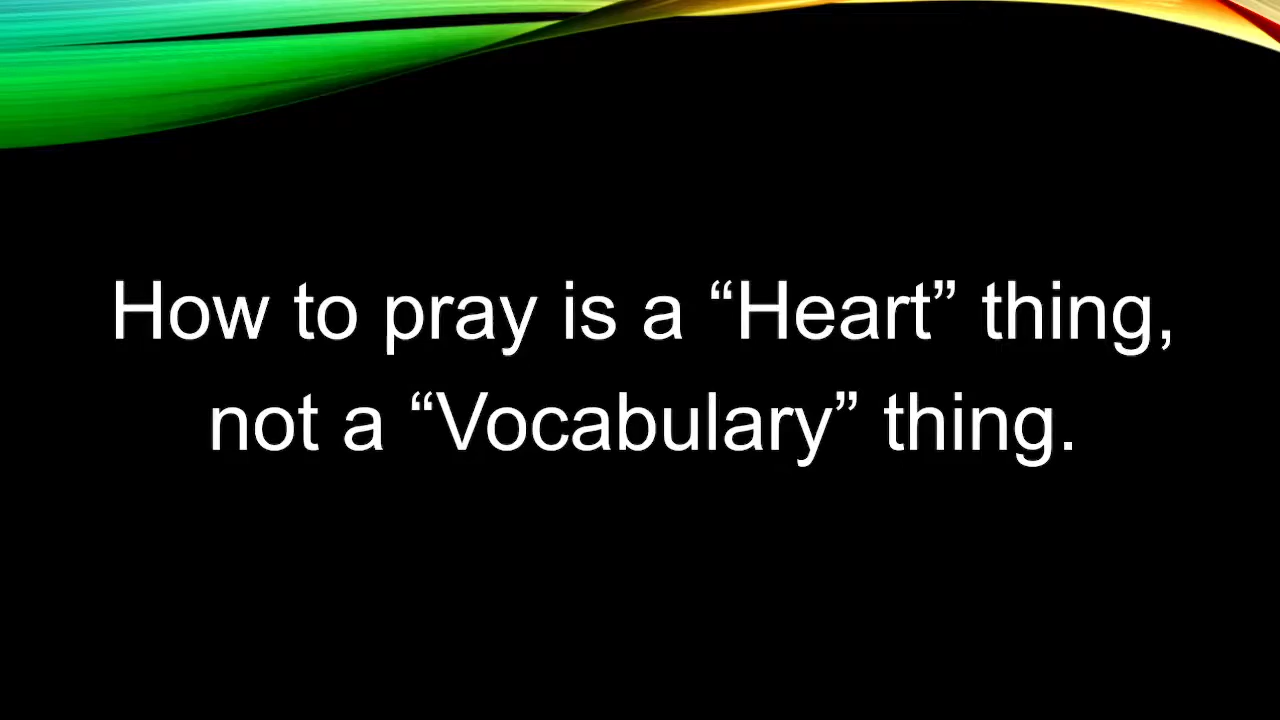 How to pray is a “Heart” thing,
not a “Vocabulary” thing.